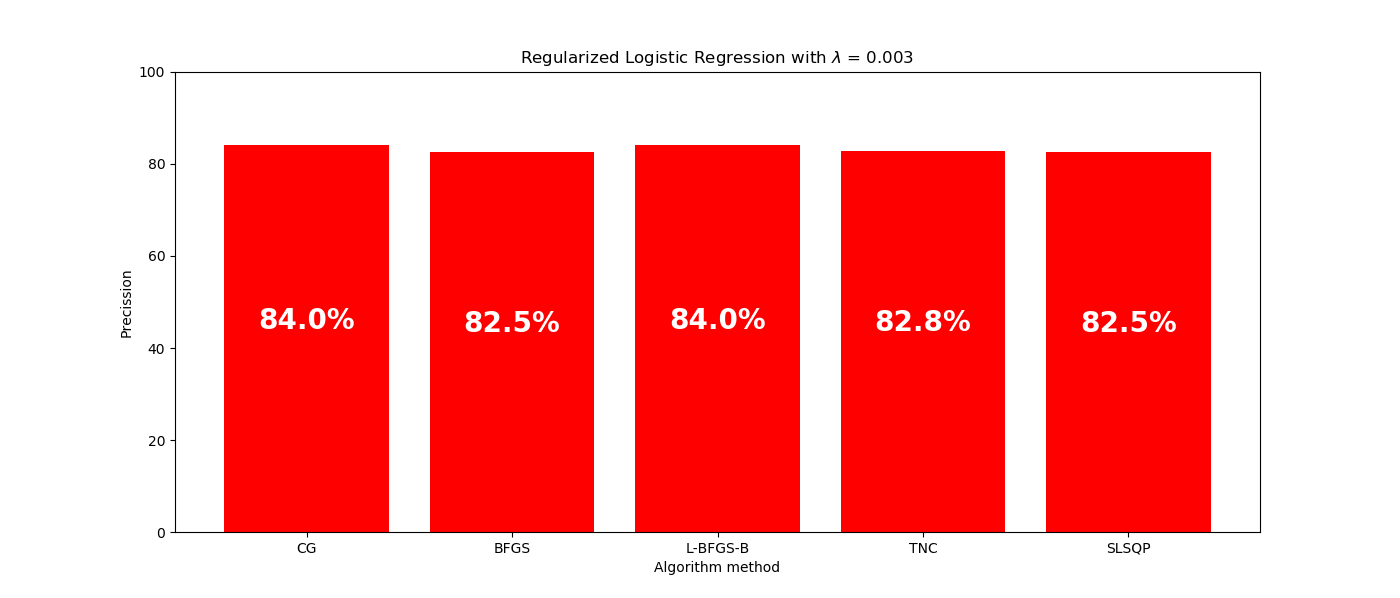 Regularized Logistic Regression with λ = 0.003
Precission
100
80
60
40
20
0
84.0%
82.5%
84.0%
82.8%
82.5%
CG
BFGS
L-BFGS-B
TNC
SLSQP
Algorithm method